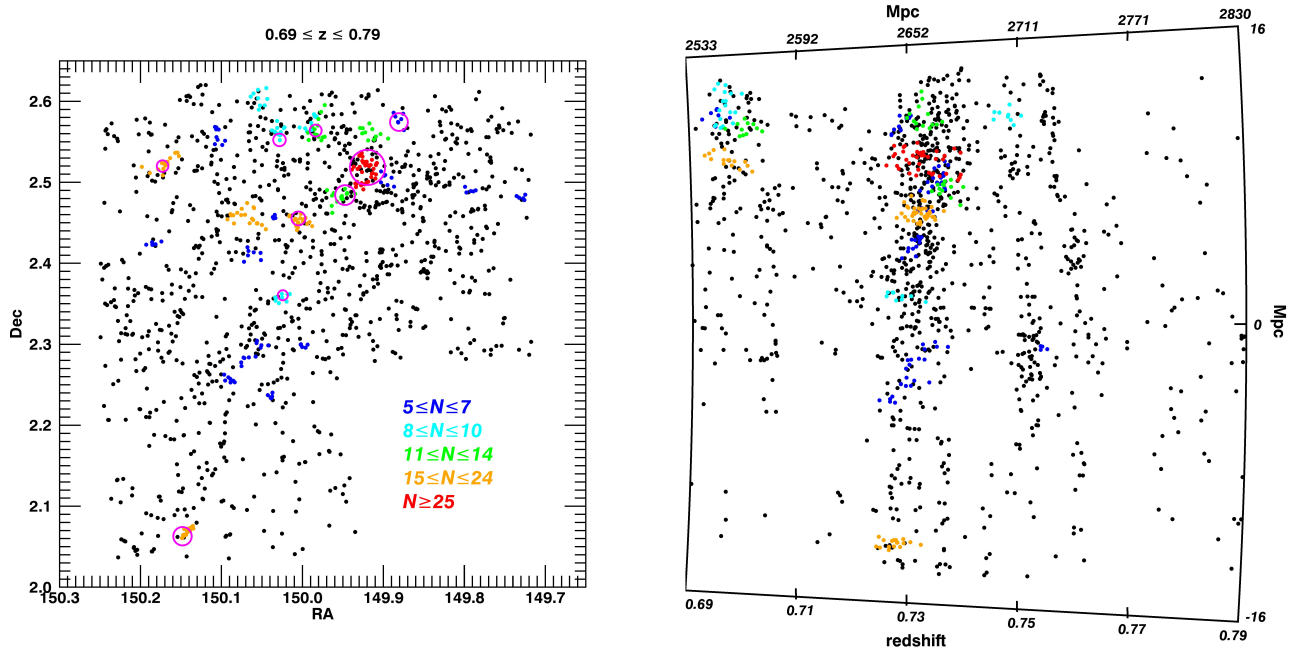 0.69 ≤ z ≤ 0.79
2.6
2.5
2.4
2.3
2.2
2.1
2.0
Dec
150.3 150.2 150.1 150.0 149.9 149.8 149.7
RA
5≤N≤7
8≤N≤10
11≤N≤14
15≤N≤24
N≥25
Mpc
2533 2592 2652 2711 2771 2830
16
0
-16
Mpc
0.69 0.71 0.73 0.75 0.77 0.79
redshift